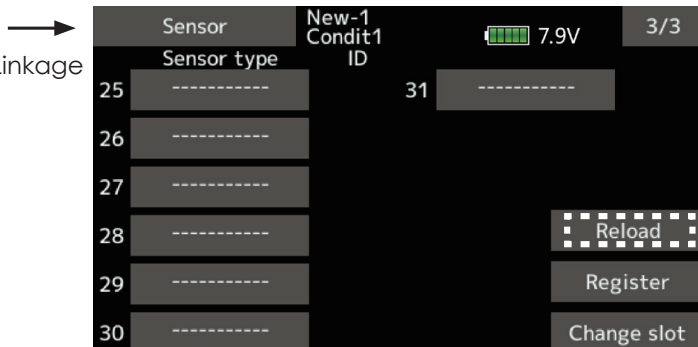 Sensor New-1 7.9V 3/3
Condit1
Linkage Sensor type ID
25 ----------- 31 -----------
26 -----------
27 -----------
28 ----------- Reload
29 ----------- Register
30 ----------- Change slot